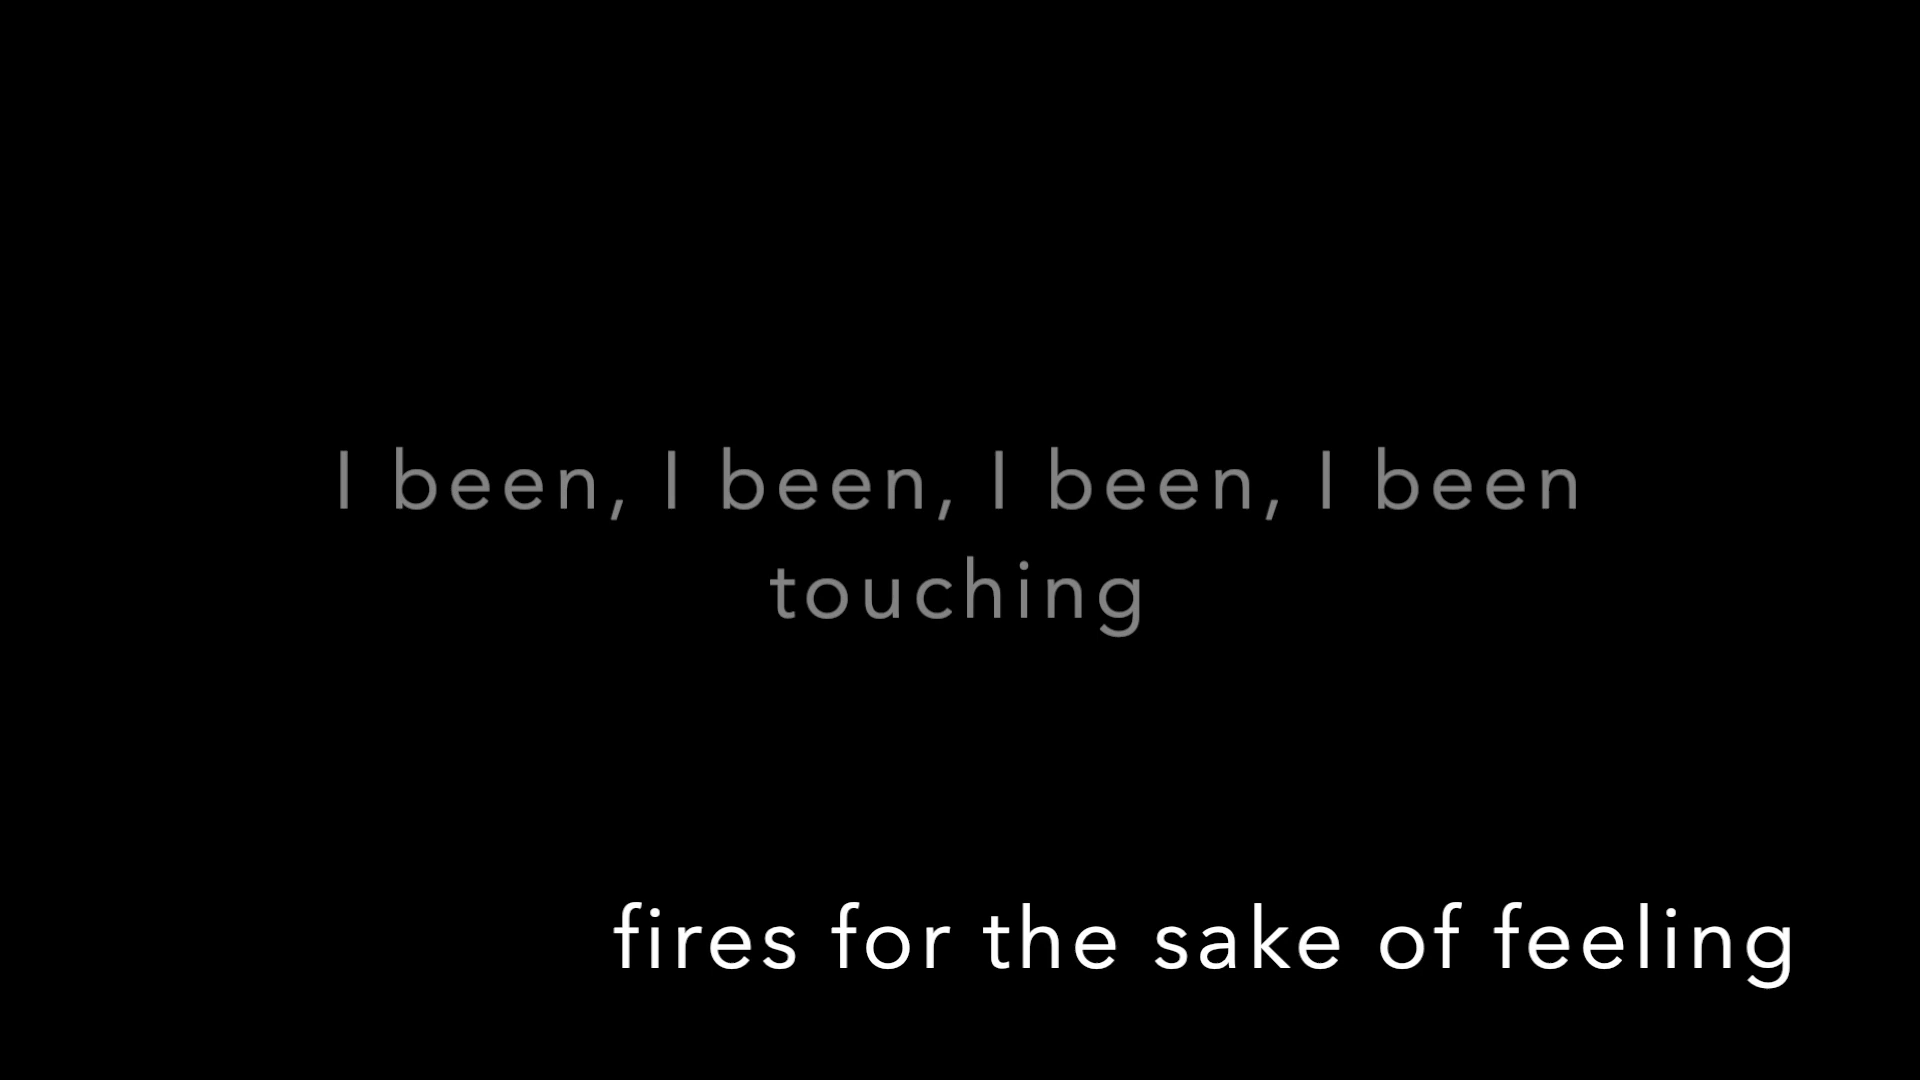 I been, I been, I been, I been
touching
fires for the sake of feeling